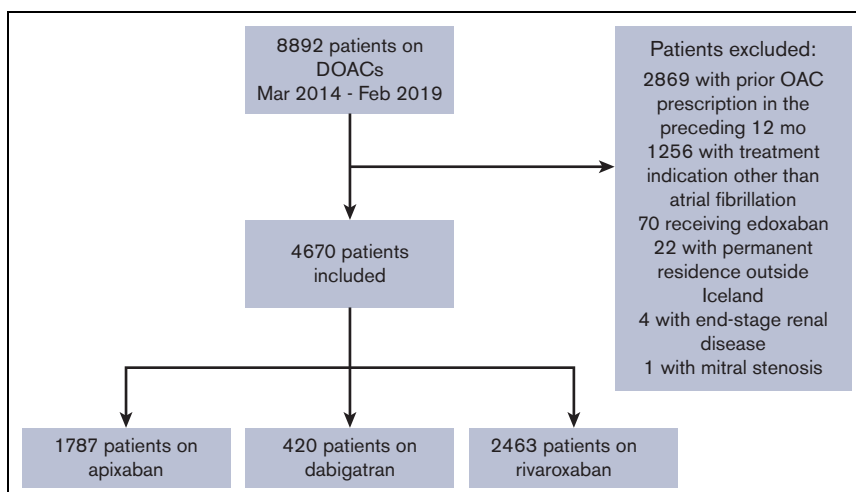 8892 patients on
DOACs
Mar 2014 - Feb 2019
Patients excluded:
2869 with prior OAC
prescription in the
preceding 12 mo
1256 with treatment
indication other than
atrial fibrillation
70 receiving edoxaban
22 with permanent
residence outside
Iceland
4 with end-stage renal
disease
1 with mitral stenosis
4670 patients
included
1787 patients on
apixaban
420 patients on
dabigatran
2463 patients on
rivaroxaban